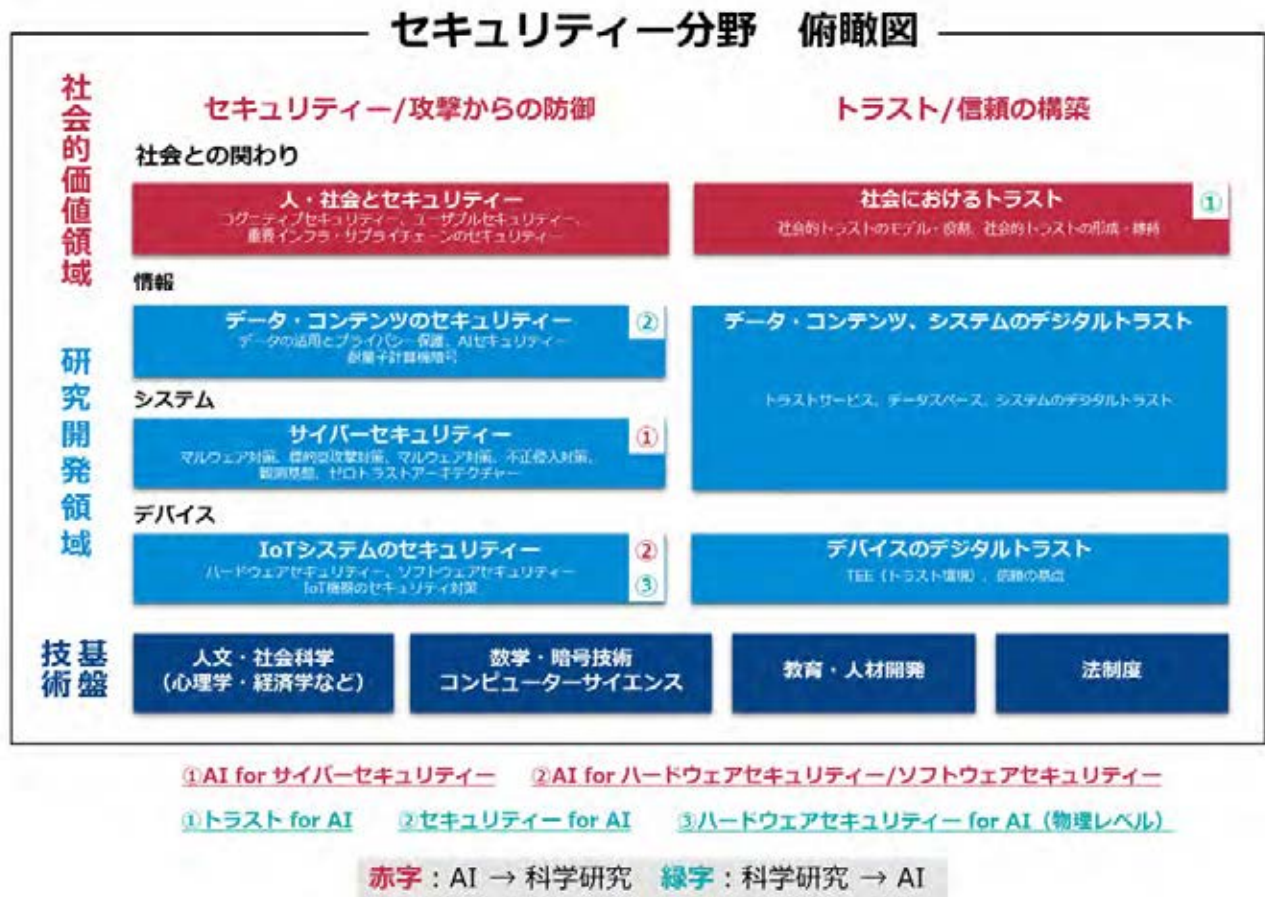 セキュリティー分野 俯瞰図
社会的価値領域
セキュリティー/攻撃からの防御
トラスト/信頼の構築
社会との関わり
人・社会とセキュリティー
コグニティブセキュリティー、ユーザブルセキュリティー、
重要インフラ・サプライチェーンのセキュリティー
社会におけるトラスト
①
社会的トラストのモデル・役割、社会的トラストの形成・維持
研究開発領域
情報
データ・コンテンツのセキュリティー
②
データの活用とプライバシー保護、AIセキュリティー
耐量子計算機暗号
データ・コンテンツ、システムのデジタルトラスト
トラストサービス、データスペース、システムのデジタルトラスト
システム
サイバーセキュリティー
①
マルウェア対策、標的型攻撃対策、マルウェア対策、不正侵入対策、
観測基盤、ゼロトラストアーキテクチャー
デバイス
IoTシステムのセキュリティー
②
ハードウェアセキュリティー、ソフトウェアセキュリティー
IoT機器のセキュリティ対策
③
デバイスのデジタルトラスト
TEE(トラスト環境)、信頼の基点
基盤技術
人文・社会科学
(心理学・経済学など)
数学・暗号技術
コンピューターサイエンス
教育・人材開発
法制度
①AI for サイバーセキュリティー ②AI for ハードウェアセキュリティー/ソフトウェアセキュリティー
①トラスト for AI ②セキュリティー for AI ③ハードウェアセキュリティー for AI(物理レベル)
赤字:AI → 科学研究 緑字:科学研究 → AI